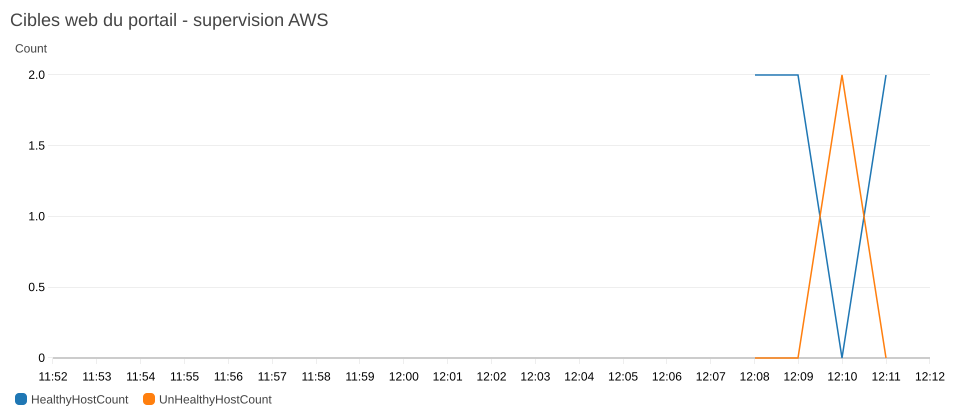 Cibles web du portail - supervision AWS
Count
2.0
1.5
1.0
0.5
0
11:52 11:53 11:54 11:55 11:56 11:57 11:58 11:59 12:00 12:01 12:02 12:03 12:04 12:05 12:06 12:07 12:08 12:09 12:10 12:11 12:12
HealthyHostCount UnHealthyHostCount